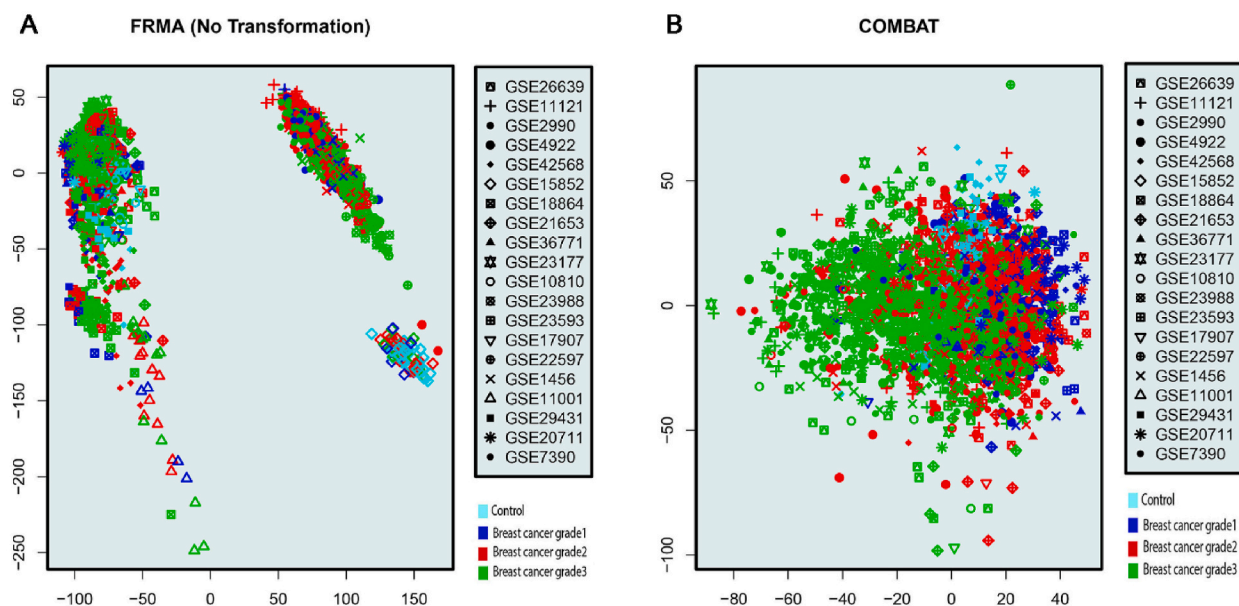 A
FRMA (No Transformation)
50
0
−50
−100
−150
−200
−250
−100
−50
0
50
100
150
GSE26639
GSE11121
GSE2990
GSE4922
GSE42568
GSE15852
GSE18864
GSE21653
GSE36771
GSE23177
GSE10810
GSE23988
GSE23593
GSE17907
GSE22597
GSE1456
GSE11001
GSE29431
GSE20711
GSE7390
Control
Breast cancer grade1
Breast cancer grade2
Breast cancer grade3
B
COMBAT
50
0
−50
−100
−80
−60
−40
−20
0
20
40
GSE26639
GSE11121
GSE2990
GSE4922
GSE42568
GSE15852
GSE18864
GSE21653
GSE36771
GSE23177
GSE10810
GSE23988
GSE23593
GSE17907
GSE22597
GSE1456
GSE11001
GSE29431
GSE20711
GSE7390
Control
Breast cancer grade1
Breast cancer grade2
Breast cancer grade3